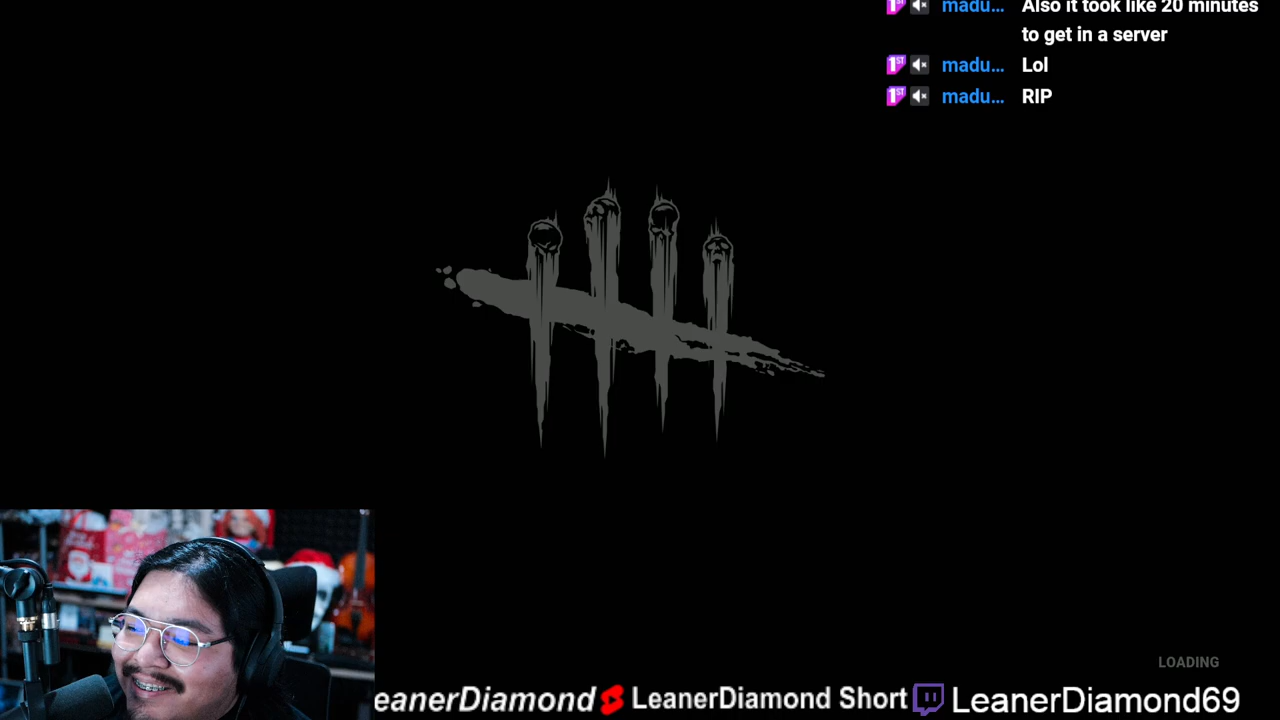 madu... Also it took like 20 minutes
to get in a server
madu... Lol
madu... RIP
LOADING
eanerDiamond LeanerDiamond Short LeanerDiamond69